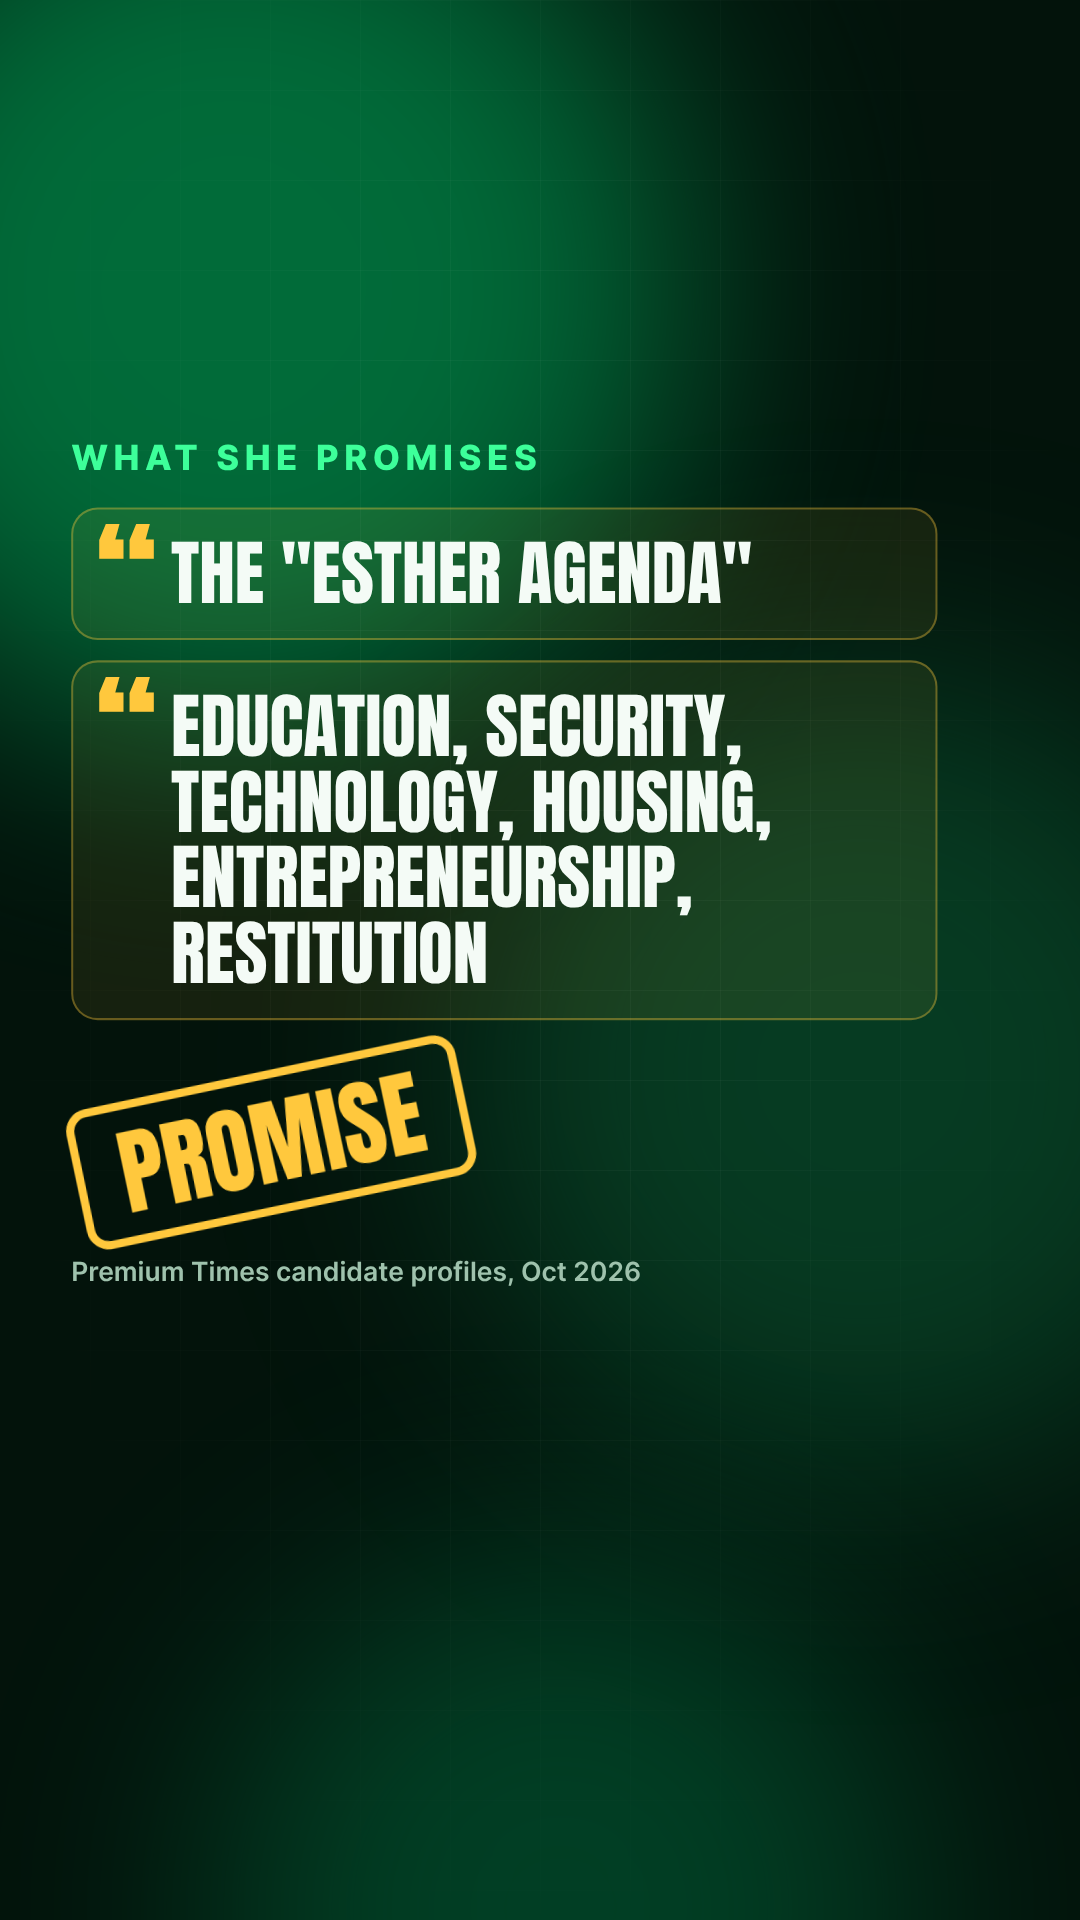 WHAT SHE PROMISES
❝ THE "ESTHER AGENDA"
❝ EDUCATION, SECURITY,
TECHNOLOGY, HOUSING,
ENTREPRENEURSHIP,
RESTITUTION
PROMISE
Premium Times candidate profiles, Oct 2026